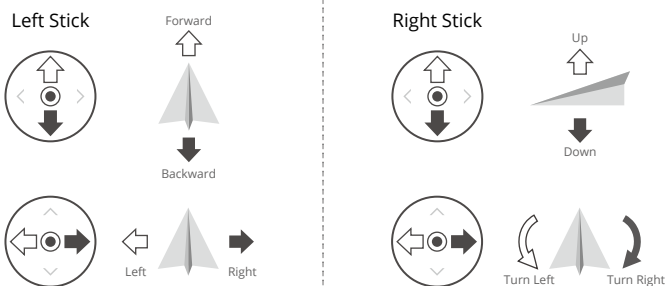 Left Stick
Forward
Backward
Left
Right
Right Stick
Up
Down
Turn Left
Turn Right